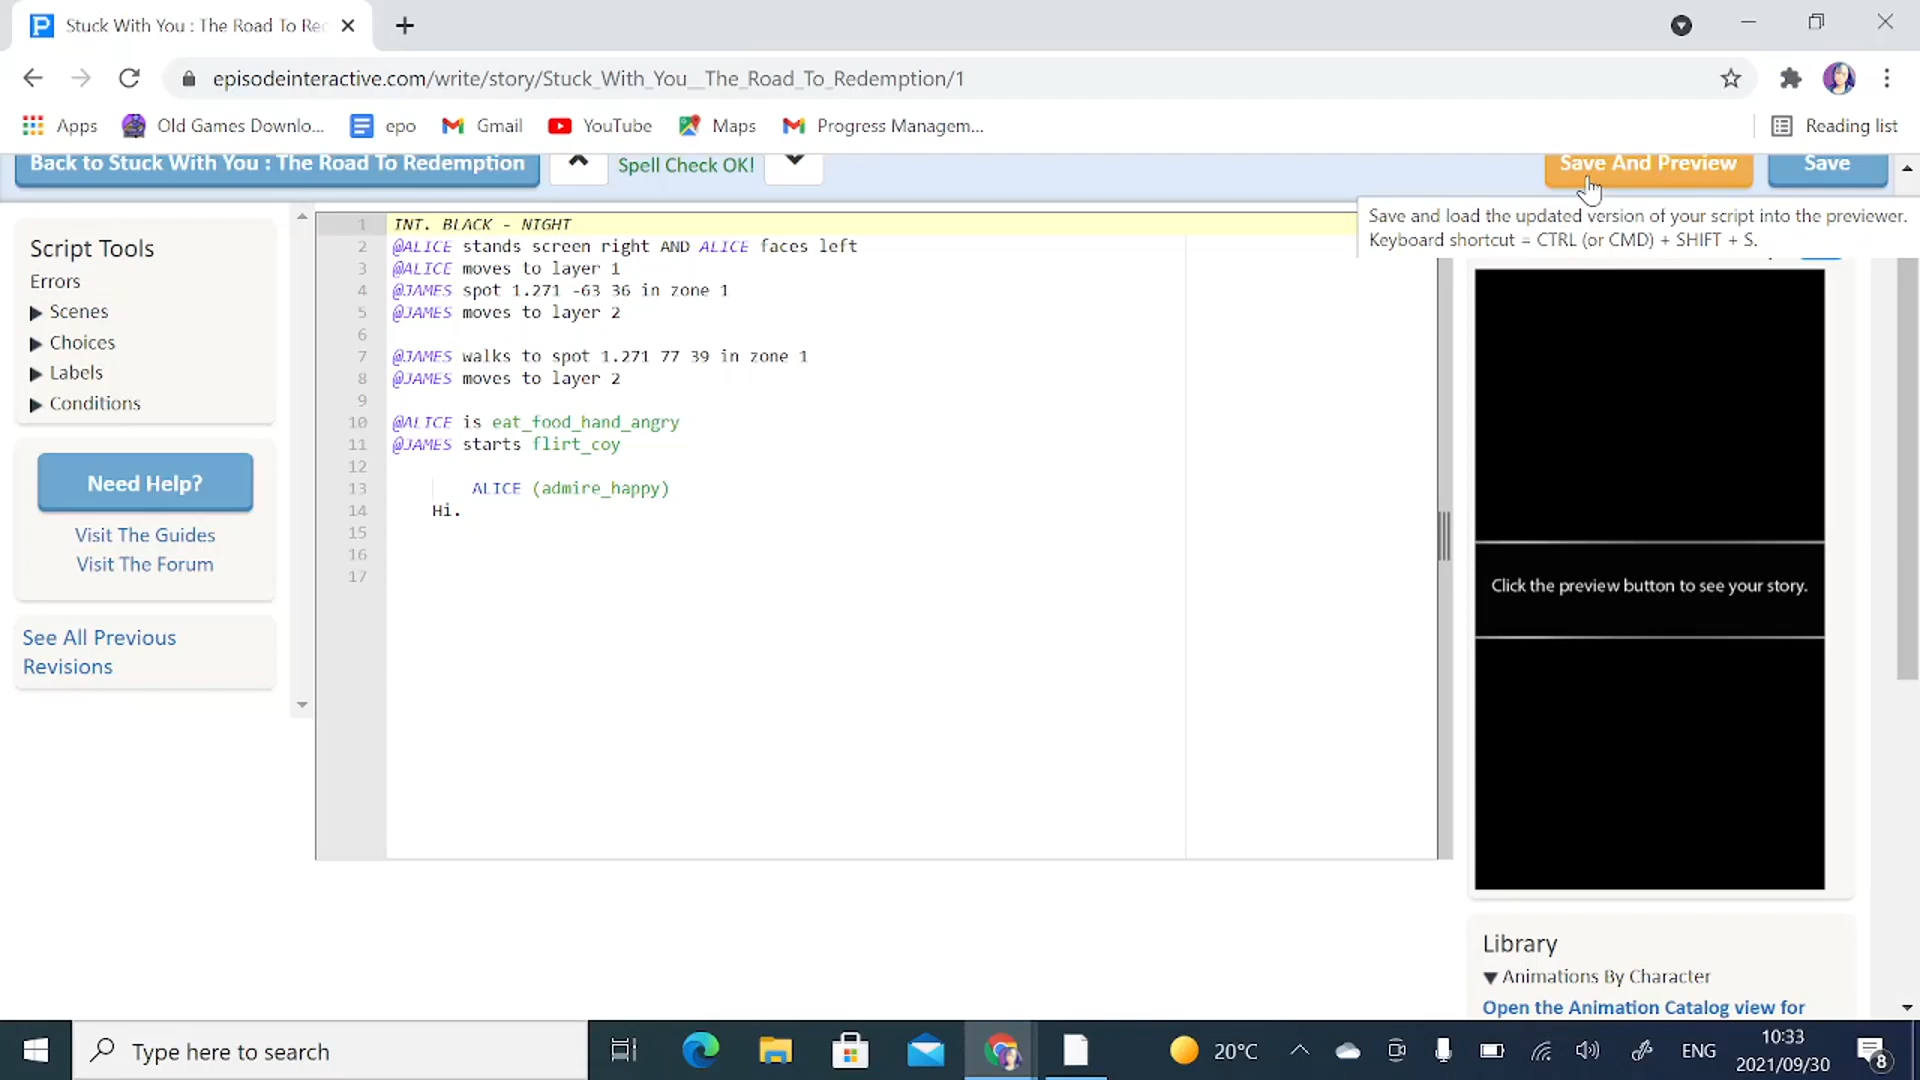 Stuck With You : The Road To Red
episodeinteractive.com/write/story/Stuck_With_You__The_Road_To_Redemption/1
Apps
Old Games Downlo...
epo
Gmail
YouTube
Maps
Progress Managem...
Reading list
Back to Stuck With You : The Road To Redemption
Spell Check OK!
Save And Preview
Save
Save and load the updated version of your script into the previewer.
Keyboard shortcut = CTRL (or CMD) + SHIFT + S.
Script Tools
Errors
Scenes
Choices
Labels
Conditions
Need Help?
Visit The Guides
Visit The Forum
See All Previous
Revisions
1 INT. BLACK - NIGHT
2 @ALICE stands screen right AND ALICE faces left
3 @ALICE moves to layer 1
4 @JAMES spot 1.271 -63 36 in zone 1
5 @JAMES moves to layer 2
6
7 @JAMES walks to spot 1.271 77 39 in zone 1
8 @JAMES moves to layer 2
9
10 @ALICE is eat_food_hand_angry
11 @JAMES starts flirt_coy
12
13 ALICE (admire_happy)
14 Hi.
15
16
17
Click the preview button to see your story.
Library
Animations By Character
Open the Animation Catalog view for
Type here to search
20°C
ENG
10:33
2021/09/30
8